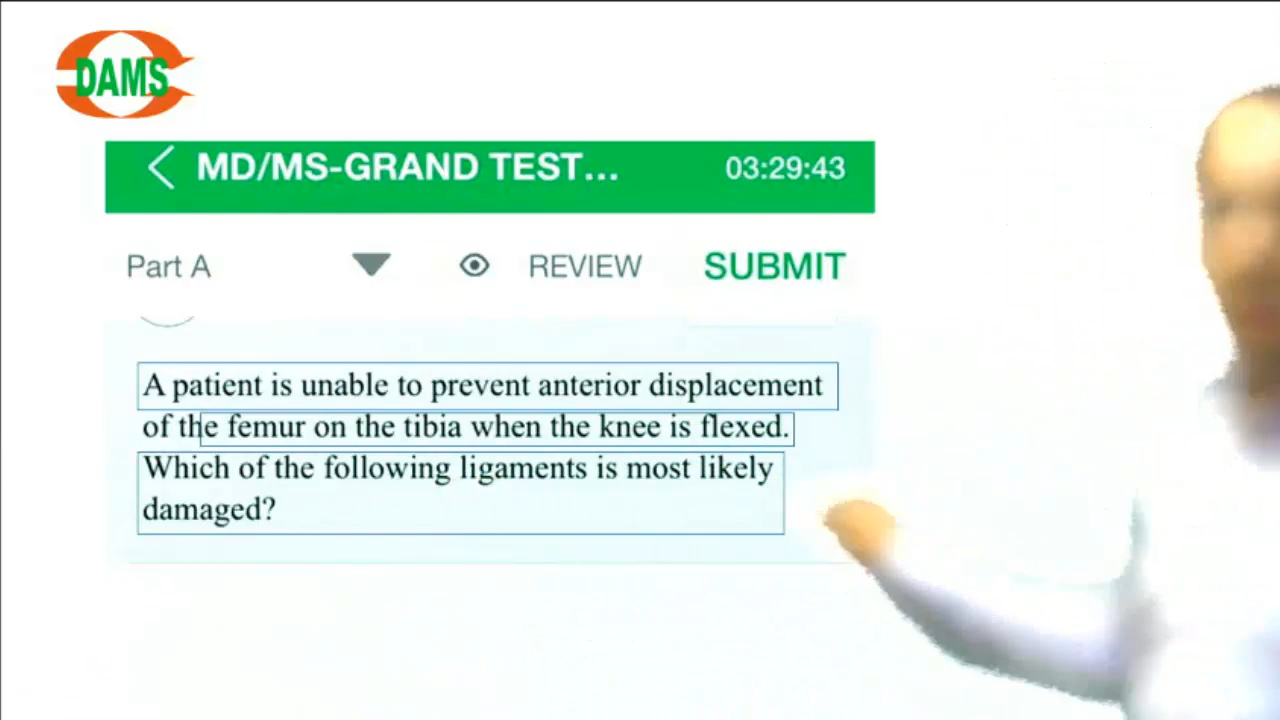 DAMS
MD/MS-GRAND TEST... 03:29:43
Part A REVIEW SUBMIT
A patient is unable to prevent anterior displacement
of the femur on the tibia when the knee is flexed.
Which of the following ligaments is most likely
damaged?